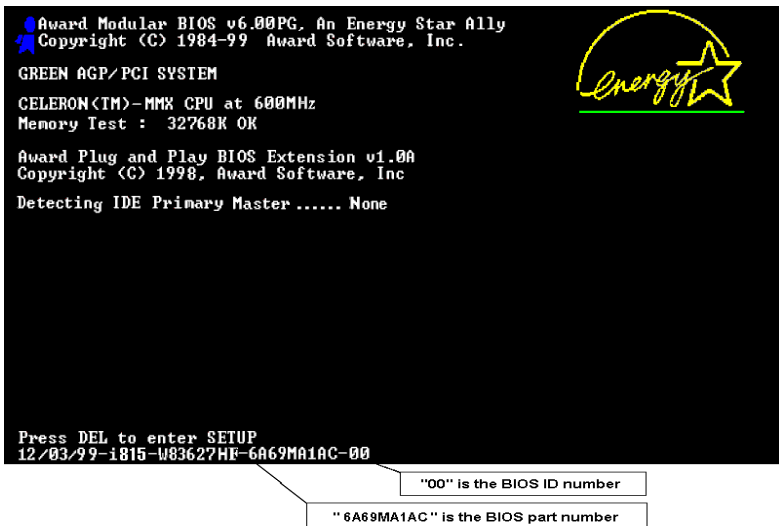 Award Modular BIOS v6.00PG, An Energy Star Ally
Copyright (C) 1984-99 Award Software, Inc.
energy
GREEN AGP/PCI SYSTEM
CELERON(TM)-MMX CPU at 600MHz
Memory Test : 32768K OK
Award Plug and Play BIOS Extension v1.0A
Copyright (C) 1998, Award Software, Inc
Detecting IDE Primary Master ...... None
Press DEL to enter SETUP
12/03/99-i815-W83627HF-6A69MA1AC-00
"00" is the BIOS ID number
" 6A69MA1AC " is the BIOS part number